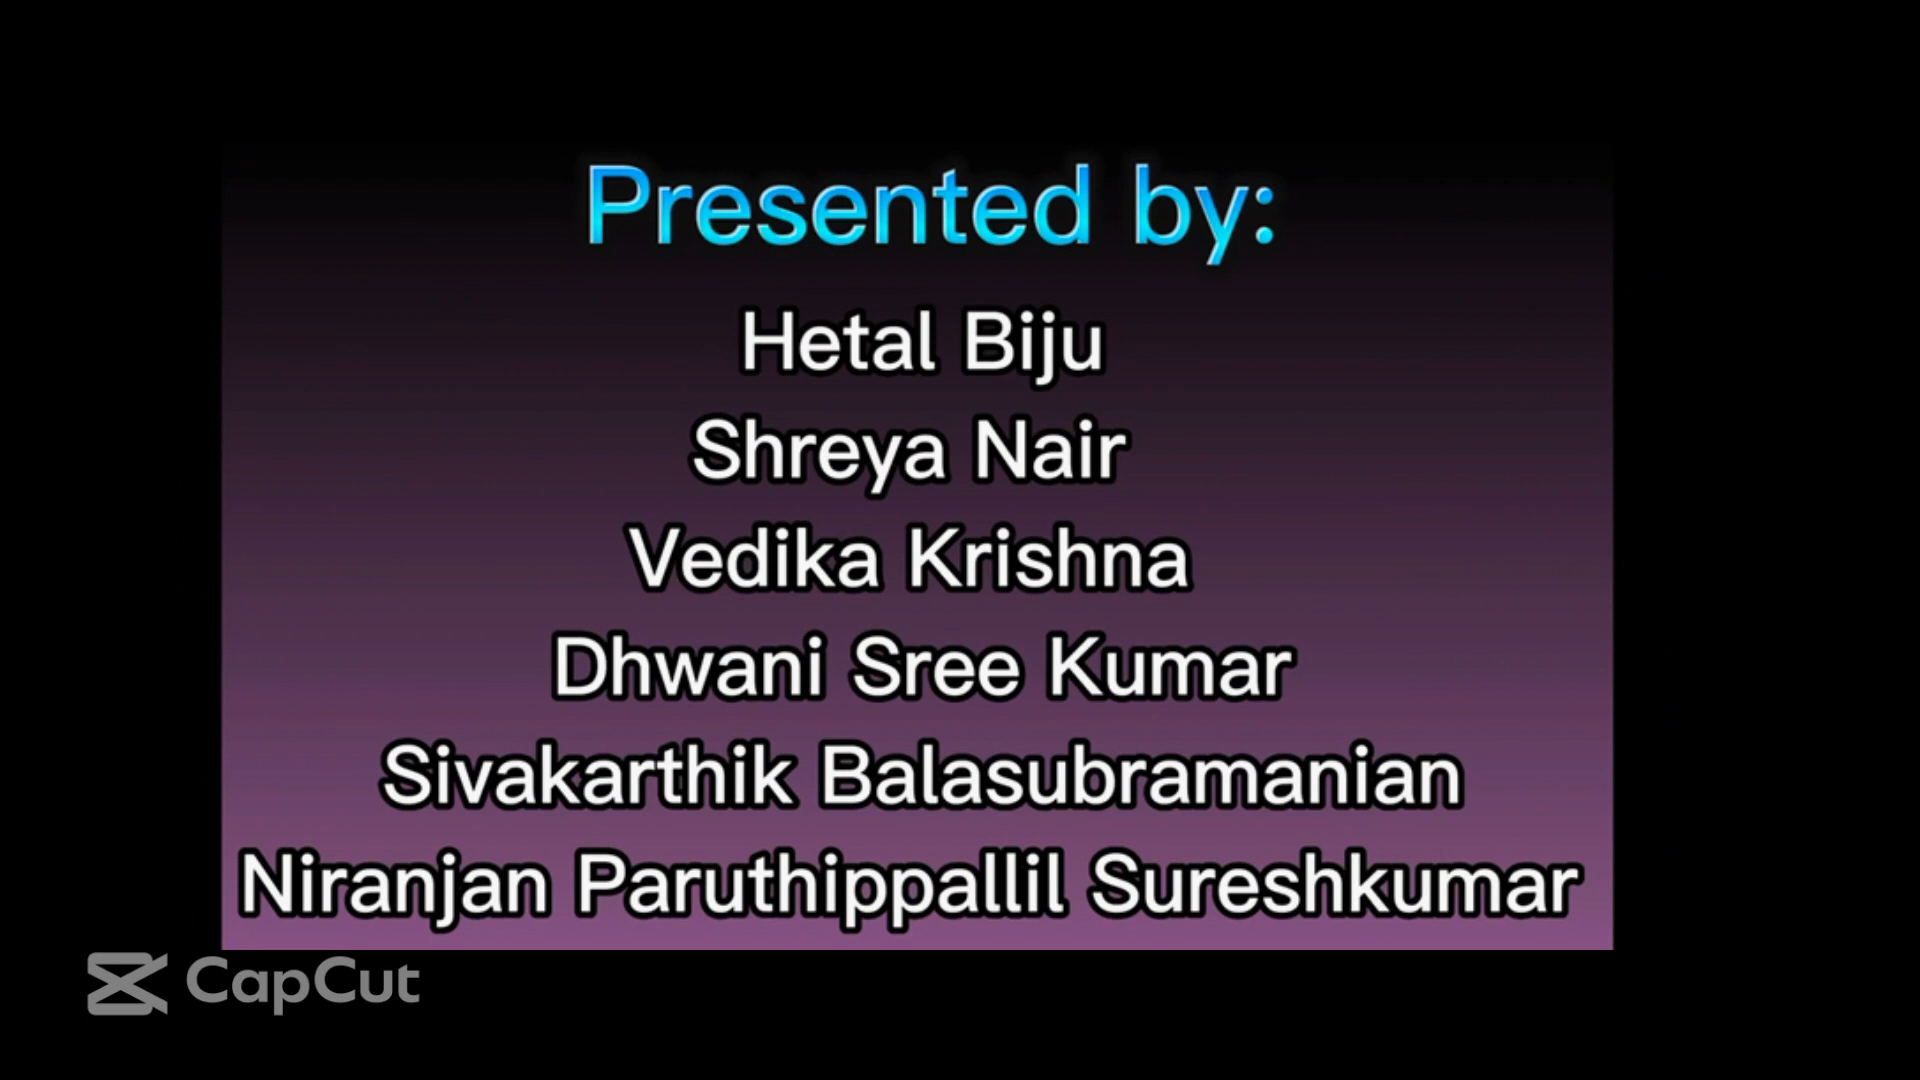 Presented by:
Hetal Biju
Shreya Nair
Vedika Krishna
Dhwani Sree Kumar
Sivakarthik Balasubramanian
Niranjan Paruthippallil Sureshkumar
CapCut